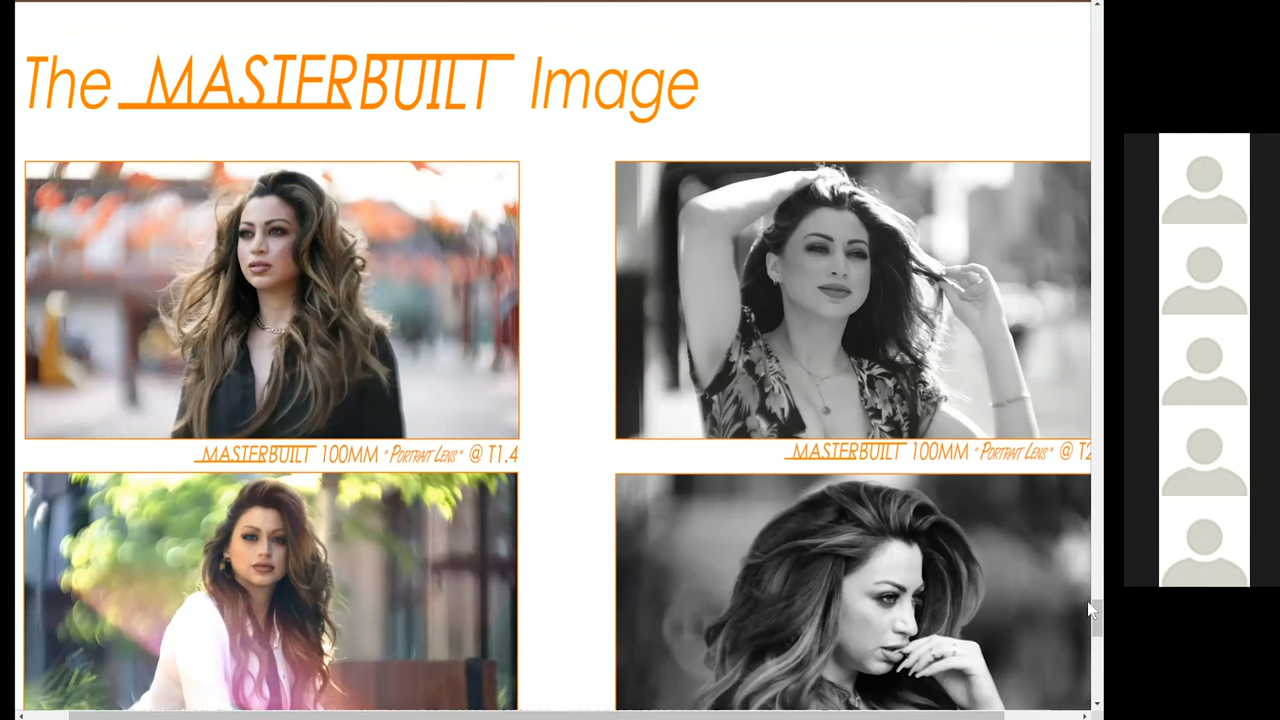 The MASTERBUILT Image
MASTERBUILT 100MM "PORTRAIT LENS" @ T1.4
MASTERBUILT 100MM "PORTRAIT LENS" @ T2